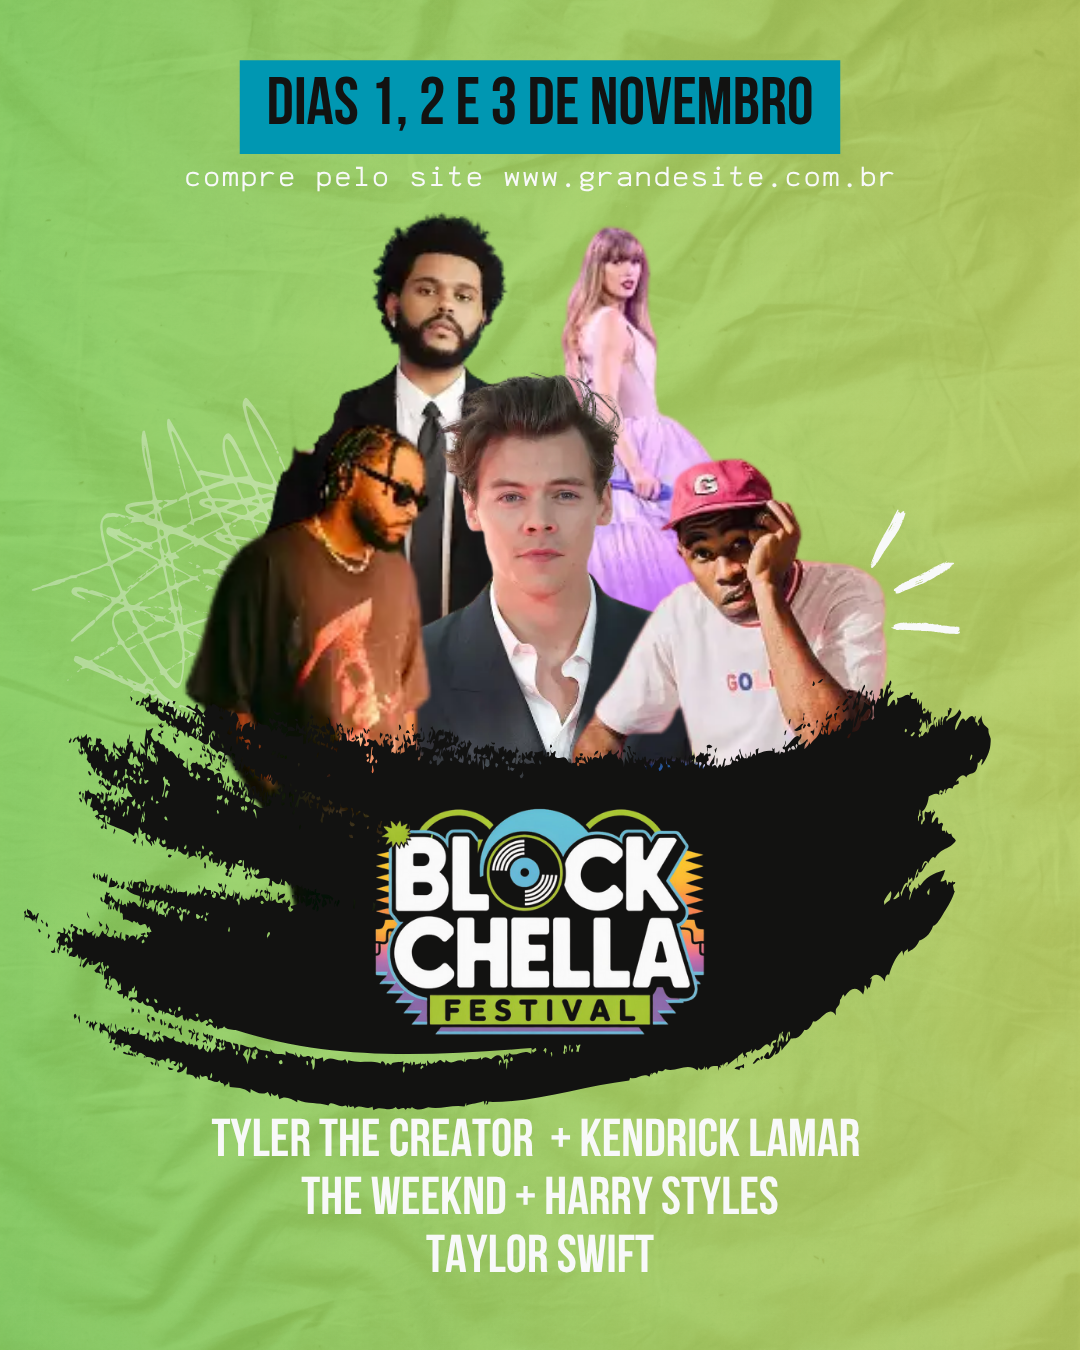 DIAS 1, 2 E 3 DE NOVEMBRO
compre pelo site www.grandesite.com.br
G
GOL
BLOCK
CHELLA
FESTIVAL
TYLER THE CREATOR + KENDRICK LAMAR
THE WEEKND + HARRY STYLES
TAYLOR SWIFT